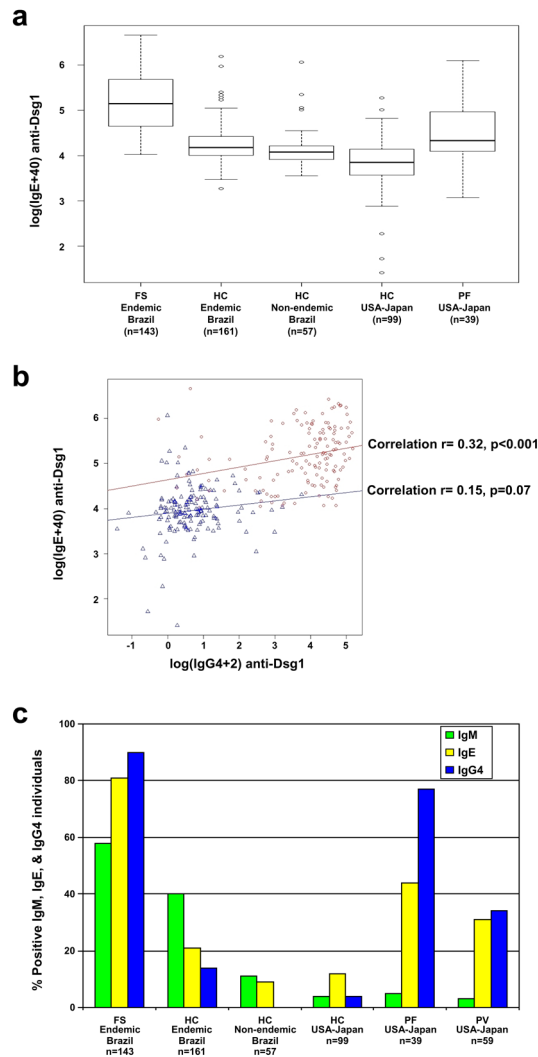 a
log(IgE+40) anti-Dsg1
6
5
4
3
2
FS
Endemic
Brazil
(n=143)
HC
Endemic
Brazil
(n=161)
HC
Non-endemic
Brazil
(n=57)
HC
USA-Japan
(n=99)
PF
USA-Japan
(n=39)
b
log(IgE+40) anti-Dsg1
6
5
4
3
2
Correlation r= 0.32, p<0.001
Correlation r= 0.15, p=0.07
-1 0 1 2 3 4 5
log(IgG4+2) anti-Dsg1
c
% Positive IgM, IgE, & IgG4 individuals
100
80
60
40
20
0
IgM
IgE
IgG4
FS
Endemic
Brazil
n=143
HC
Endemic
Brazil
n=161
HC
Non-endemic
Brazil
n=57
HC
USA-Japan
n=99
PF
USA-Japan
n=39
PV
USA-Japan
n=59